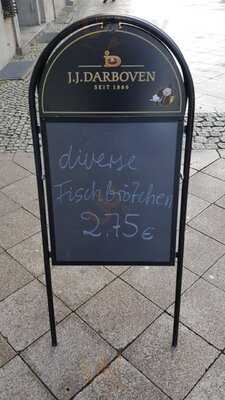 J.J. DARBOVEN
SEIT 1866
diverse
Fischbrötchen
2.75 €